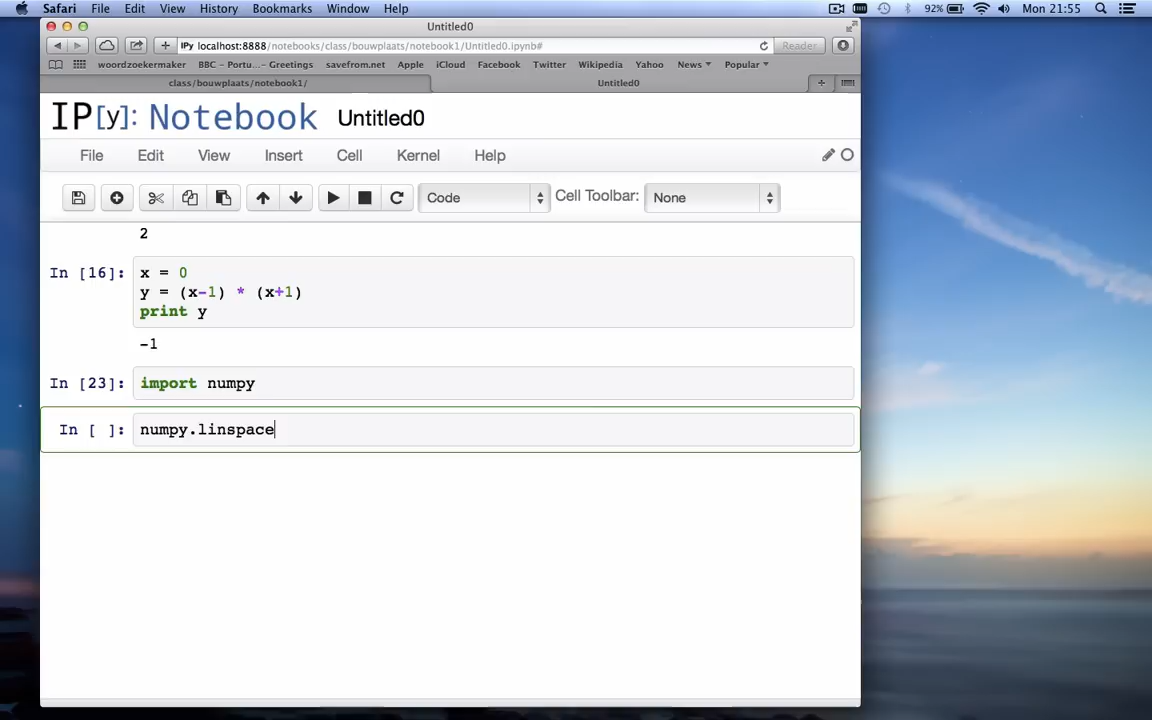 Safari File Edit View History Bookmarks Window Help 92% Mon 21:55
Untitled0
IPy localhost:8888/notebooks/class/bouwplaats/notebook1/Untitled0.ipynb# Reader
woordzoekermaker BBC - Portu... - Greetings savefrom.net Apple iCloud Facebook Twitter Wikipedia Yahoo News Popular
class/bouwplaats/notebook1/ Untitled0 +
IP[y]: Notebook Untitled0
File Edit View Insert Cell Kernel Help
Code Cell Toolbar: None
2
In [16]: x = 0
y = (x-1) * (x+1)
print y
-1
In [23]: import numpy
In [ ]: numpy.linspace